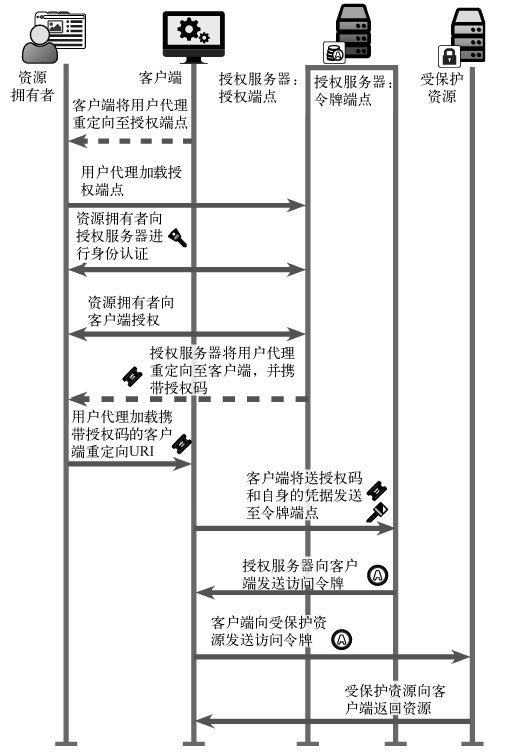 资源
拥有者
客户端
授权服务器：
授权端点
授权服务器：
令牌端点
受保护
资源
客户端将用户代理
重定向至授权端点
用户代理加载授
权端点
资源拥有者向
授权服务器进
行身份认证
资源拥有者向
客户端授权
授权服务器将用户代理
重定向至客户端，并携
带授权码
用户代理加载携
带授权码的客户
端重定向URI
客户端将送授权码
和自身的凭据发送
至令牌端点
授权服务器向客户
端发送访问令牌
客户端向受保护资
源发送访问令牌
受保护资源向客
户端返回资源